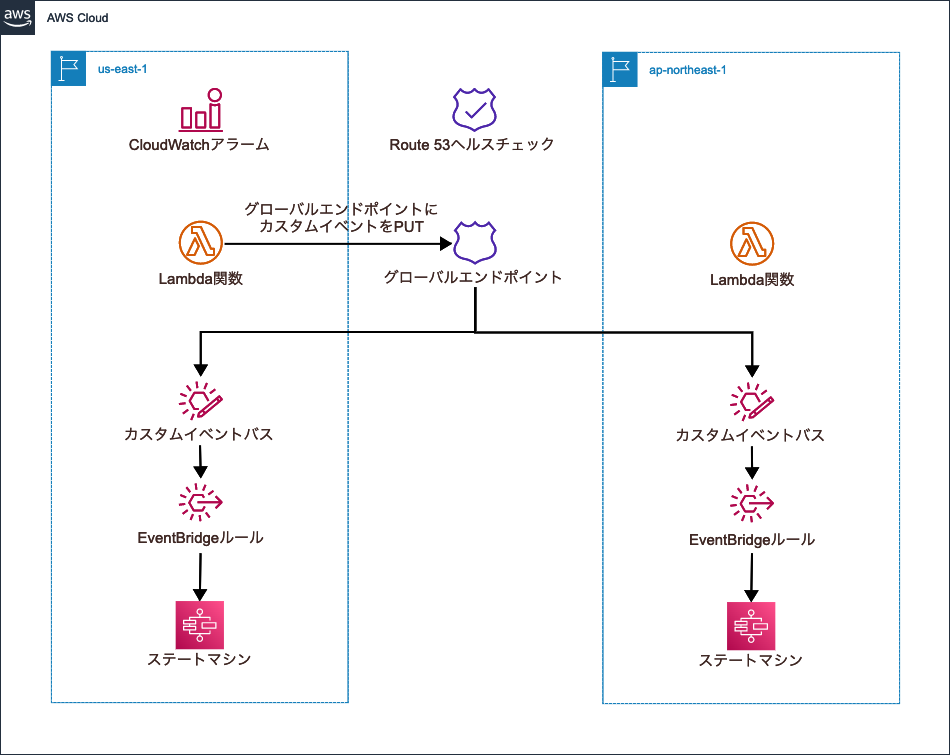 aws
AWS Cloud
us-east-1
ap-northeast-1
CloudWatchアラーム
Route 53ヘルスチェック
グローバルエンドポイントに
カスタムイベントをPUT
Lambda関数
グローバルエンドポイント
Lambda関数
カスタムイベントバス
カスタムイベントバス
EventBridgeルール
EventBridgeルール
ステートマシン
ステートマシン